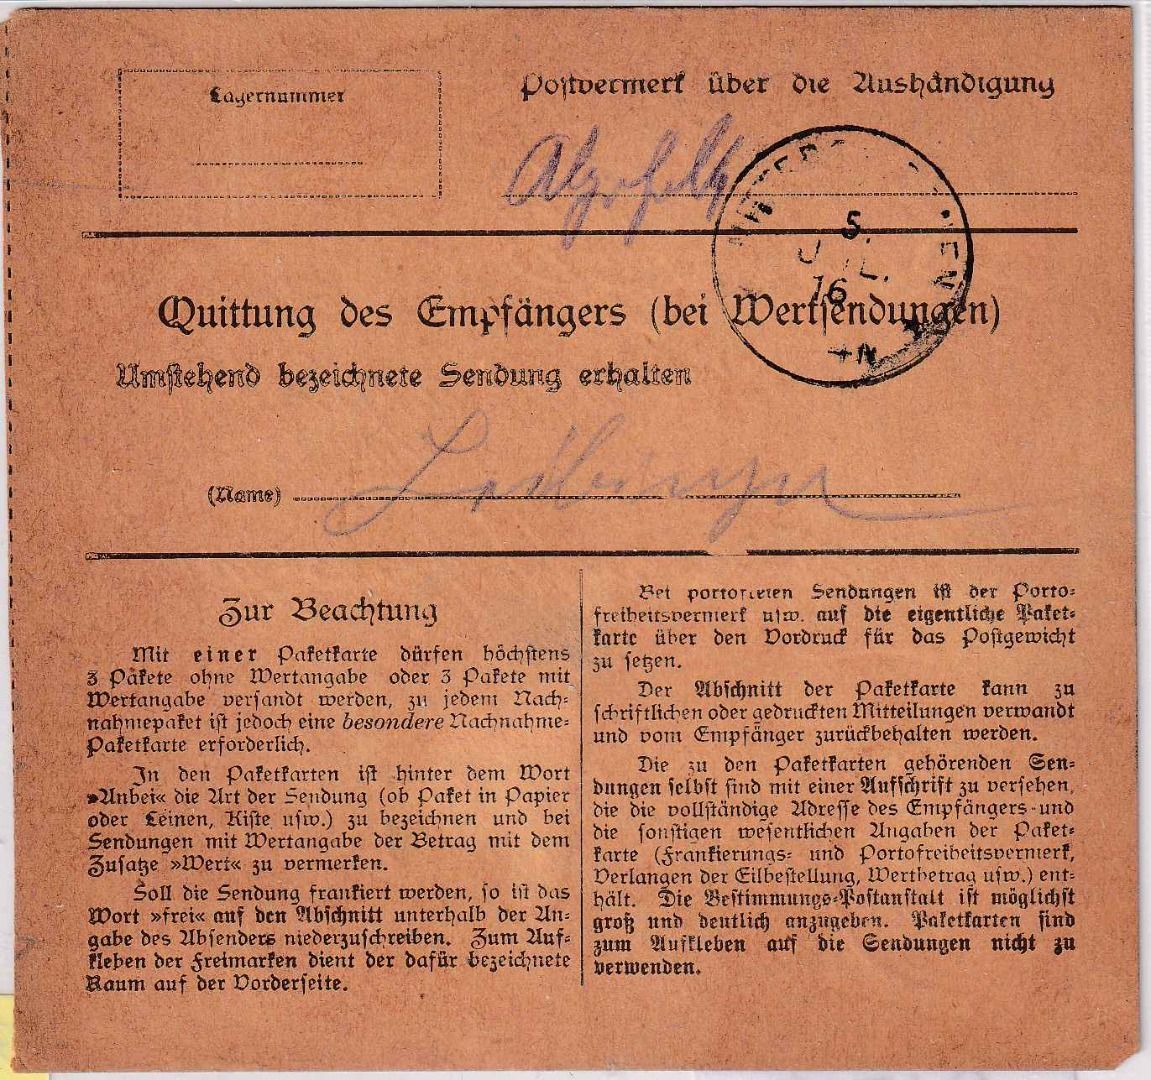 Lagernummer
Postvermerk über die Aushändigung
5.
JUL.
16
Quittung des Empfängers (bei Wertsendungen)
Umstehend bezeichnete Sendung erhalten
(Name)
Zur Beachtung
Mit einer Paketkarte dürfen höchstens
3 Pakete ohne Wertangabe oder 3 Pakete mit
Wertangabe versandt werden, zu jedem Nach-
nahmepaket ist jedoch eine besondere Nachnahme-
Paketkarte erforderlich.
In den Paketkarten ist hinter dem Wort
»Anbei« die Art der Sendung (ob Paket in Papier
oder Leinen, Kiste usw.) zu bezeichnen und bei
Sendungen mit Wertangabe der Betrag mit dem
Zusatze »Wert« zu vermerken.
Soll die Sendung frankiert werden, so ist das
Wort »frei« auf den Abschnitt unterhalb der An-
gabe des Absenders niederzuschreiben. Zum Auf-
kleben der Freimarken dient der dafür bezeichnete
Raum auf der Vorderseite.
Bei portofreien Sendungen ist der Porto-
freiheitsvermerk usw. auf die eigentliche Paket-
karte über den Vordruck für das Postgewicht
zu setzen.
Der Abschnitt der Paketkarte kann zu
schriftlichen oder gedruckten Mitteilungen verwandt
und vom Empfänger zurückbehalten werden.
Die zu den Paketkarten gehörenden Sen-
dungen selbst sind mit einer Aufschrift zu versehen,
die die vollständige Adresse des Empfängers und
die sonstigen wesentlichen Angaben der Paket-
karte (Frankierungs- und Portofreiheitsvermerk,
Verlangen der Eilbestellung, Wertbetrag usw.) ent-
hält. Die Bestimmungs-Postanstalt ist möglichst
groß und deutlich anzugeben. Paketkarten sind
zum Aufkleben auf die Sendungen nicht zu
verwenden.